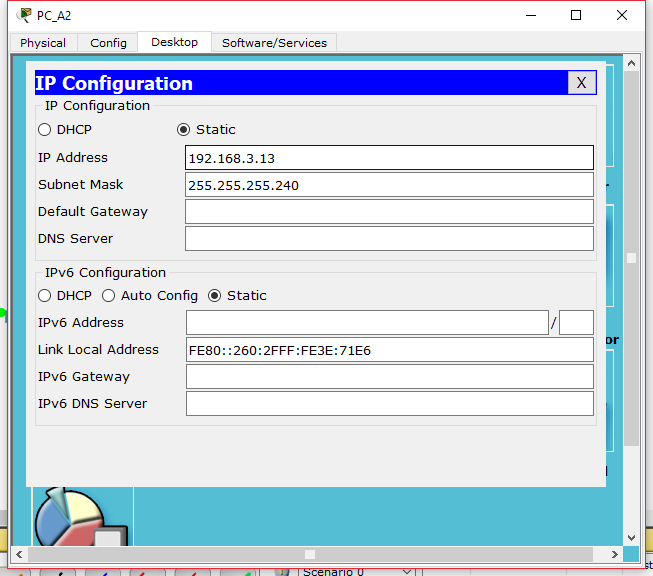 PC_A2
Physical Config Desktop Software/Services
IP Configuration X
IP Configuration
DHCP Static
IP Address 192.168.3.13
Subnet Mask 255.255.255.240
Default Gateway
DNS Server
IPv6 Configuration
DHCP Auto Config Static
IPv6 Address /
Link Local Address FE80::260:2FFF:FE3E:71E6
IPv6 Gateway
IPv6 DNS Server
or
Scenario 0